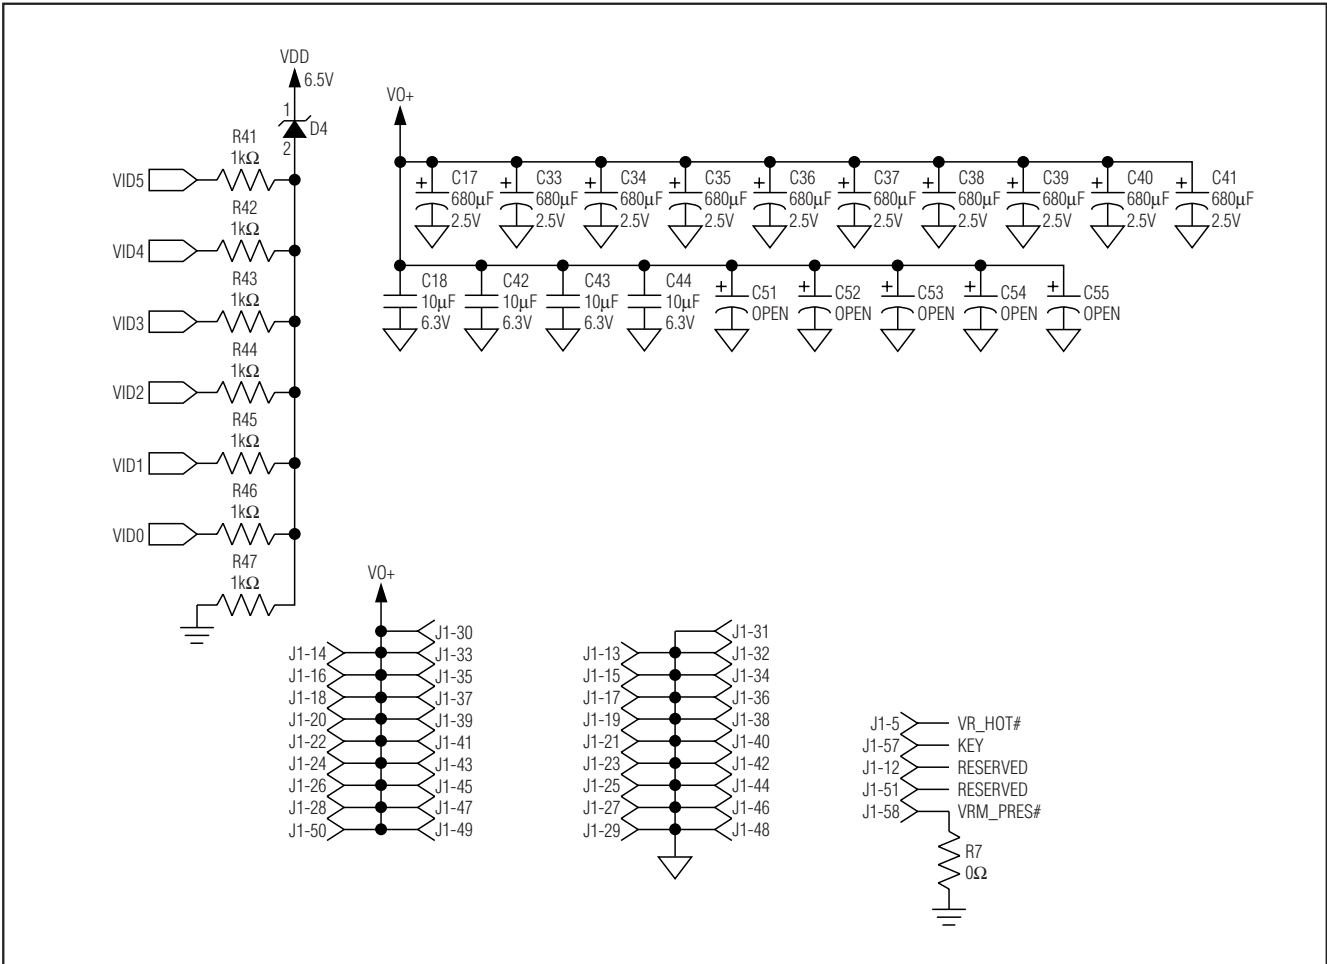 VDD
6.5V
1
D4
2
R41
1kΩ
VID5
R42
1kΩ
VID4
R43
1kΩ
VID3
R44
1kΩ
VID2
R45
1kΩ
VID1
R46
1kΩ
VID0
R47
1kΩ
VO+
+ C17
680µF
2.5V
+ C33
680µF
2.5V
+ C34
680µF
2.5V
+ C35
680µF
2.5V
+ C36
680µF
2.5V
+ C37
680µF
2.5V
+ C38
680µF
2.5V
+ C39
680µF
2.5V
+ C40
680µF
2.5V
+ C41
680µF
2.5V
C18
10µF
6.3V
C42
10µF
6.3V
C43
10µF
6.3V
C44
10µF
6.3V
+ C51
OPEN
+ C52
OPEN
+ C53
OPEN
+ C54
OPEN
+ C55
OPEN
VO+
J1-30
J1-14 J1-33
J1-16 J1-35
J1-18 J1-37
J1-20 J1-39
J1-22 J1-41
J1-24 J1-43
J1-26 J1-45
J1-28 J1-47
J1-50 J1-49
J1-31
J1-13 J1-32
J1-15 J1-34
J1-17 J1-36
J1-19 J1-38
J1-21 J1-40
J1-23 J1-42
J1-25 J1-44
J1-27 J1-46
J1-29 J1-48
J1-5 VR_HOT#
J1-57 KEY
J1-12 RESERVED
J1-51 RESERVED
J1-58 VRM_PRES#
R7
0Ω